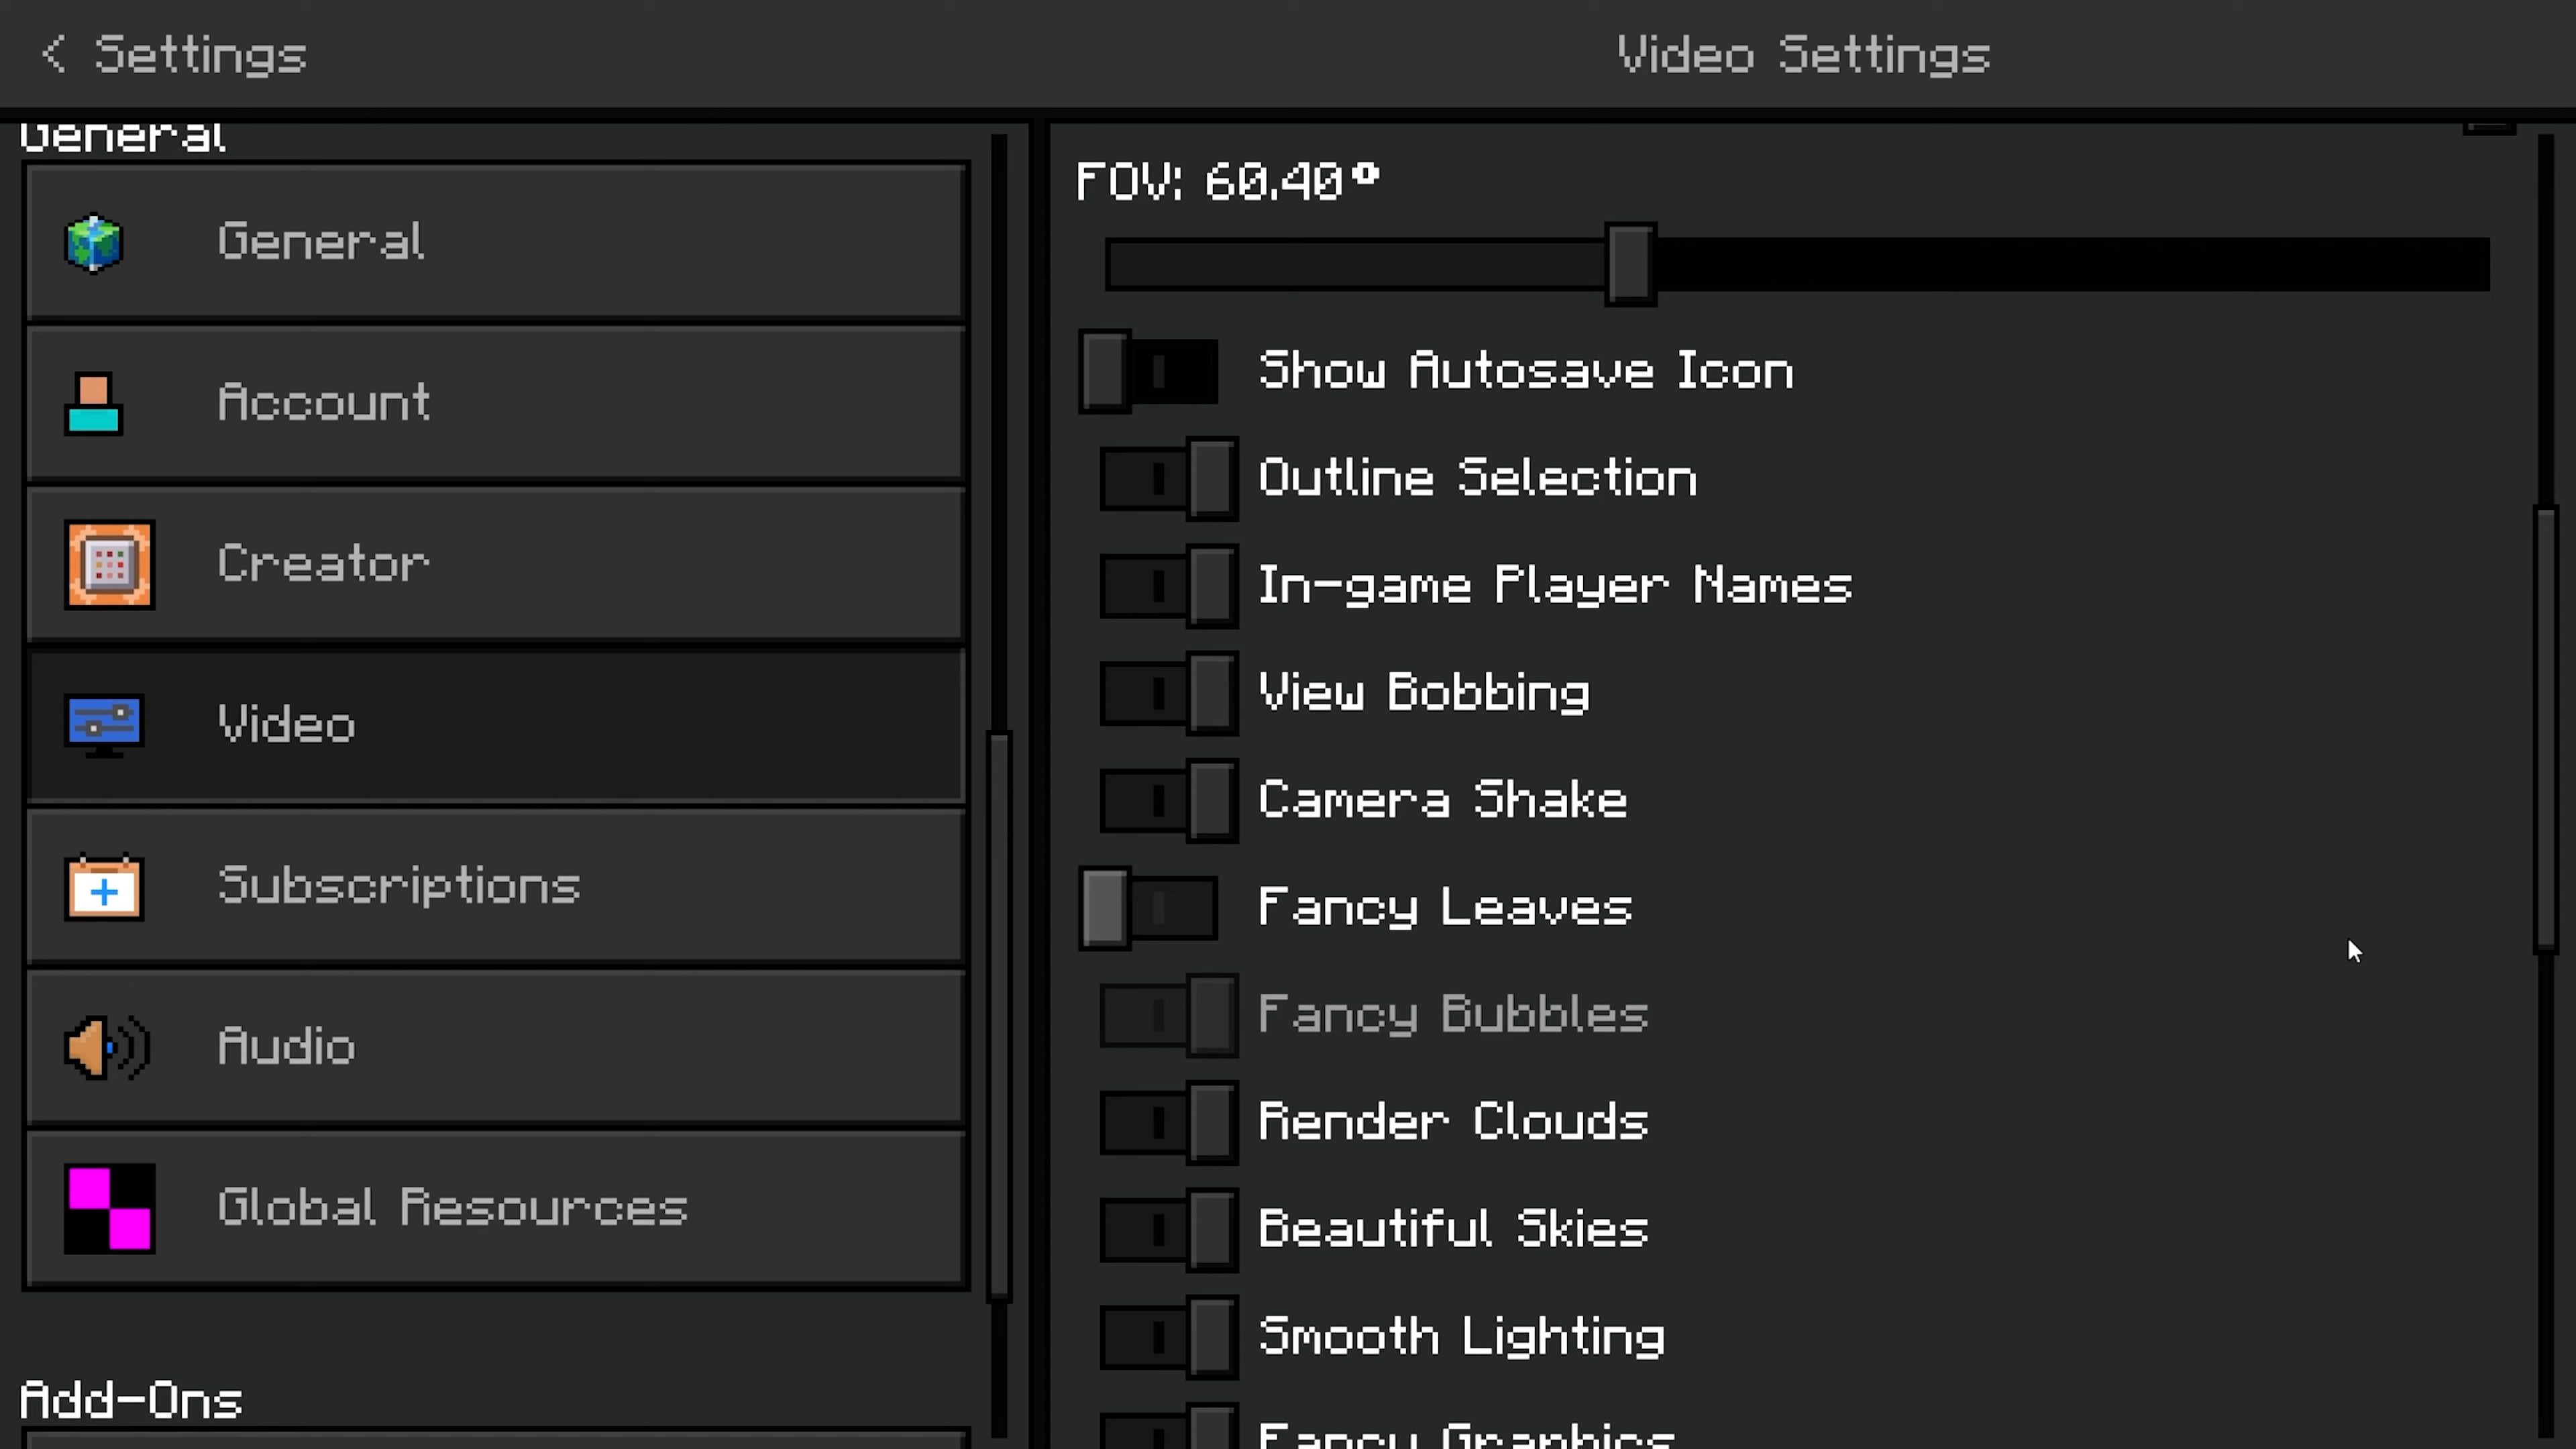 < Settings
Video Settings
General
General
Account
Creator
Video
Subscriptions
Audio
Global Resources
Add-Ons
FOV: 60.40°
Show Autosave Icon
Outline Selection
In-game Player Names
View Bobbing
Camera Shake
Fancy Leaves
Fancy Bubbles
Render Clouds
Beautiful Skies
Smooth Lighting
Fancy Graphics